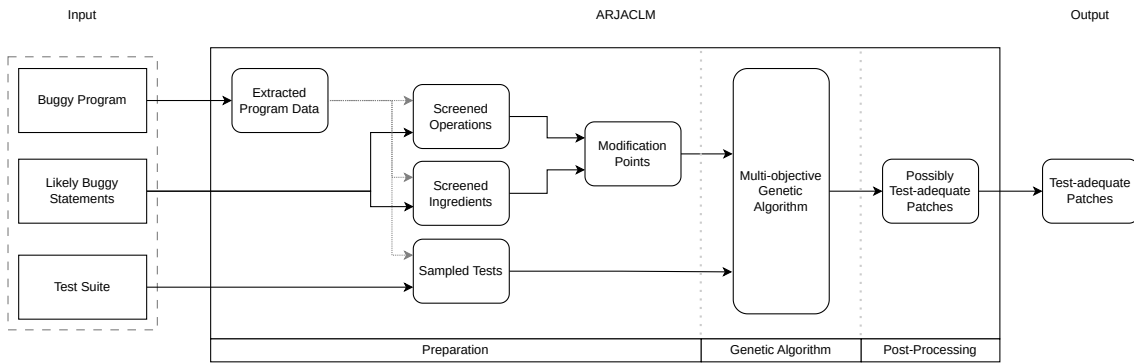 Input
ARJACLM
Output
Buggy Program
Extracted
Program Data
Screened
Operations
Likely Buggy
Statements
Screened
Ingredients
Modification
Points
Multi-objective
Genetic
Algorithm
Possibly
Test-adequate
Patches
Test-adequate
Patches
Test Suite
Sampled Tests
Preparation
Genetic Algorithm
Post-Processing